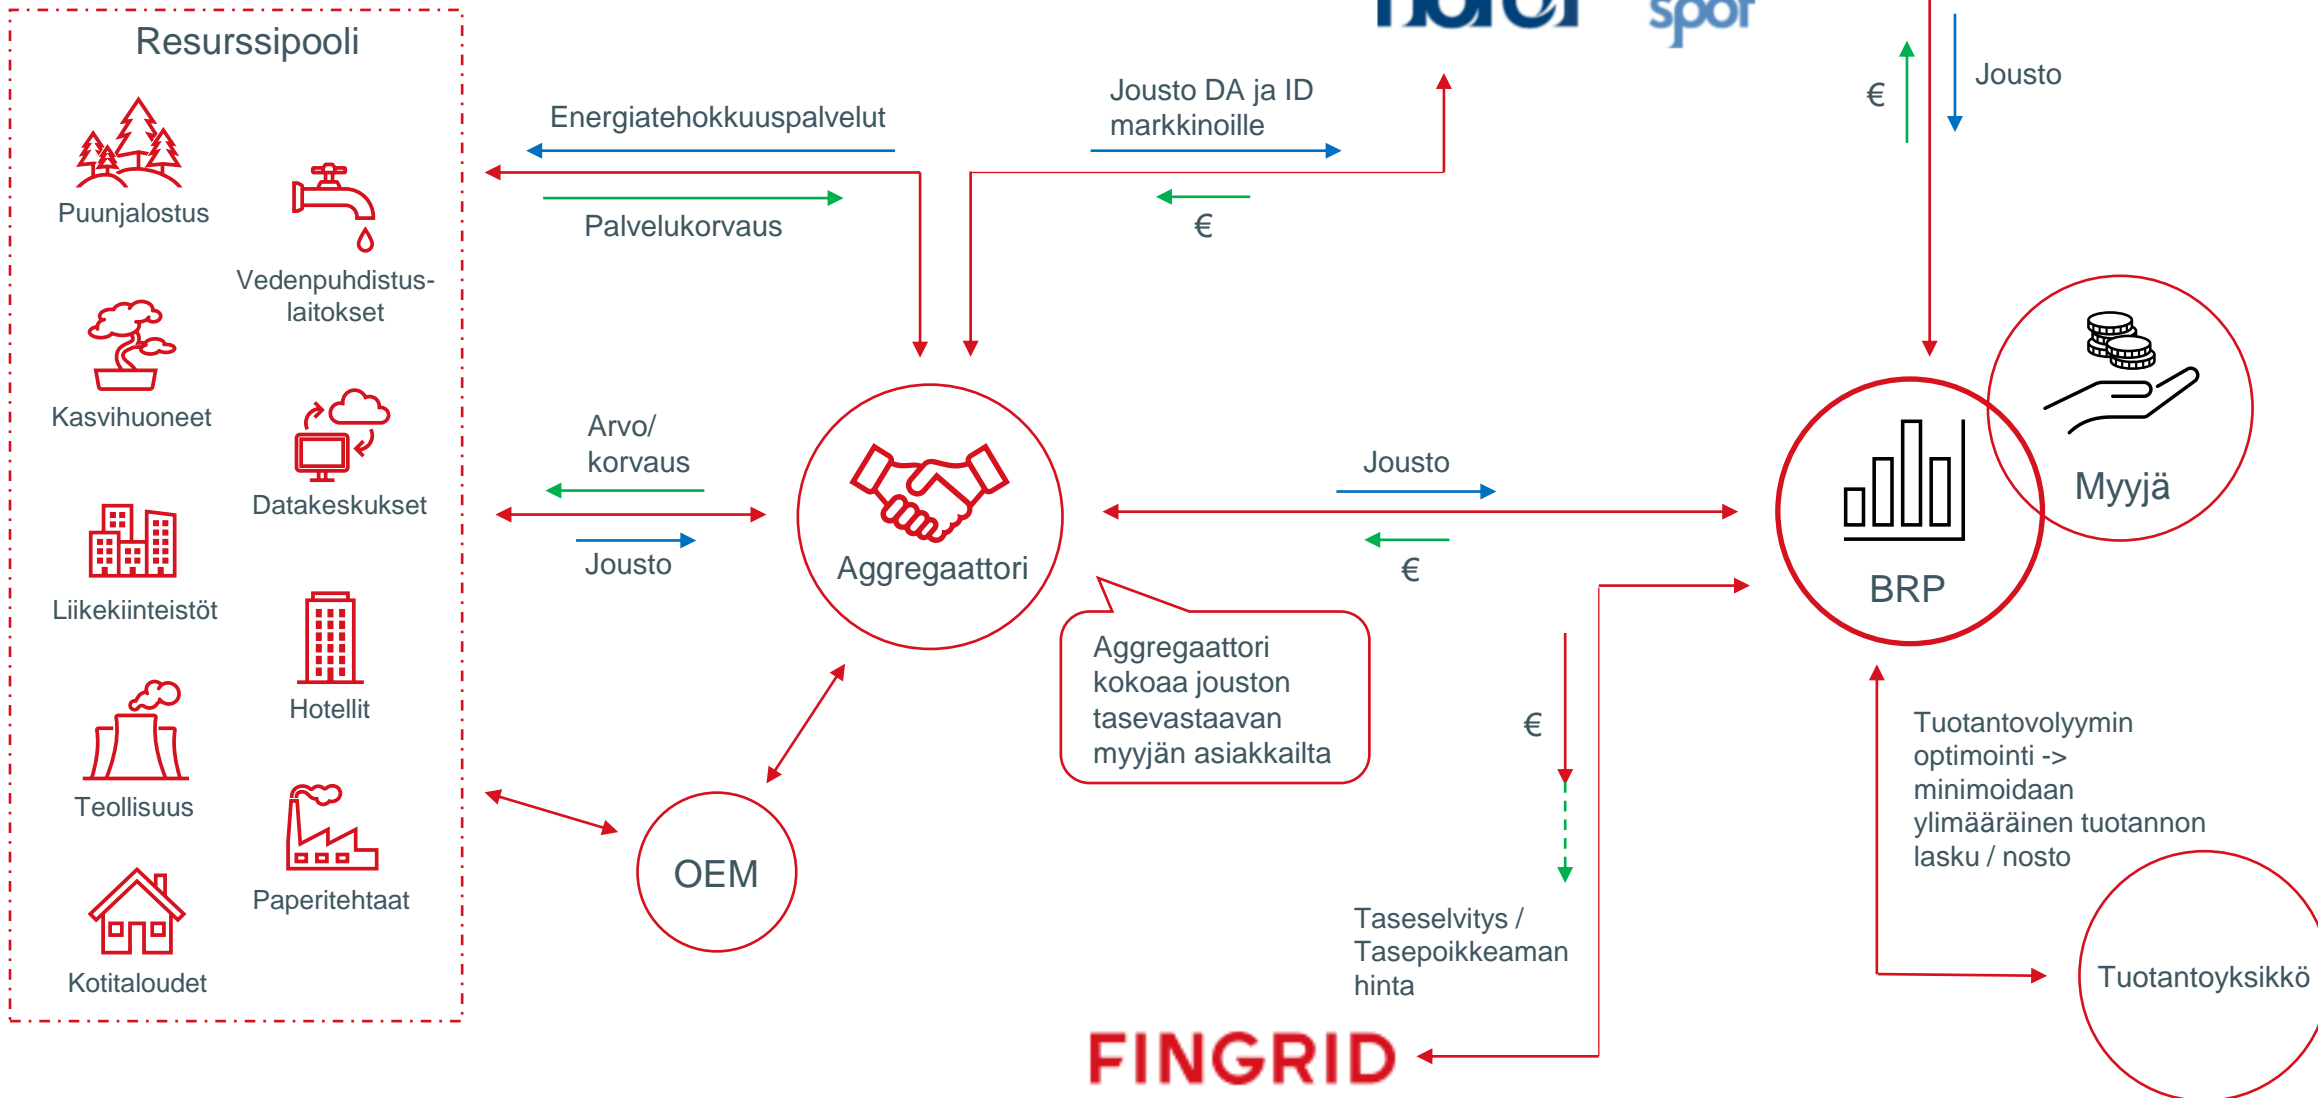 Resurssipooli
Puunjalostus
Vedenpuhdistus-
laitokset
Kasvihuoneet
Datakeskukset
Liikekiinteistöt
Hotellit
Teollisuus
Paperitehtaat
Kotitaloudet
Energiatehokkuuspalvelut
Palvelukorvaus
Jousto DA ja ID
markkinoille
€
spot
€
Jousto
Arvo/
korvaus
Jousto
Aggregaattori
Jousto
€
Aggregaattori
kokoaa jouston
tasevastaavan
myyjän asiakkailta
OEM
Myyjä
BRP
€
Taseselvitys /
Tasepoikkeaman
hinta
Tuotantovolyymin
optimointi ->
minimoidaan
ylimääräinen tuotannon
lasku / nosto
Tuotantoyksikkö
FINGRID